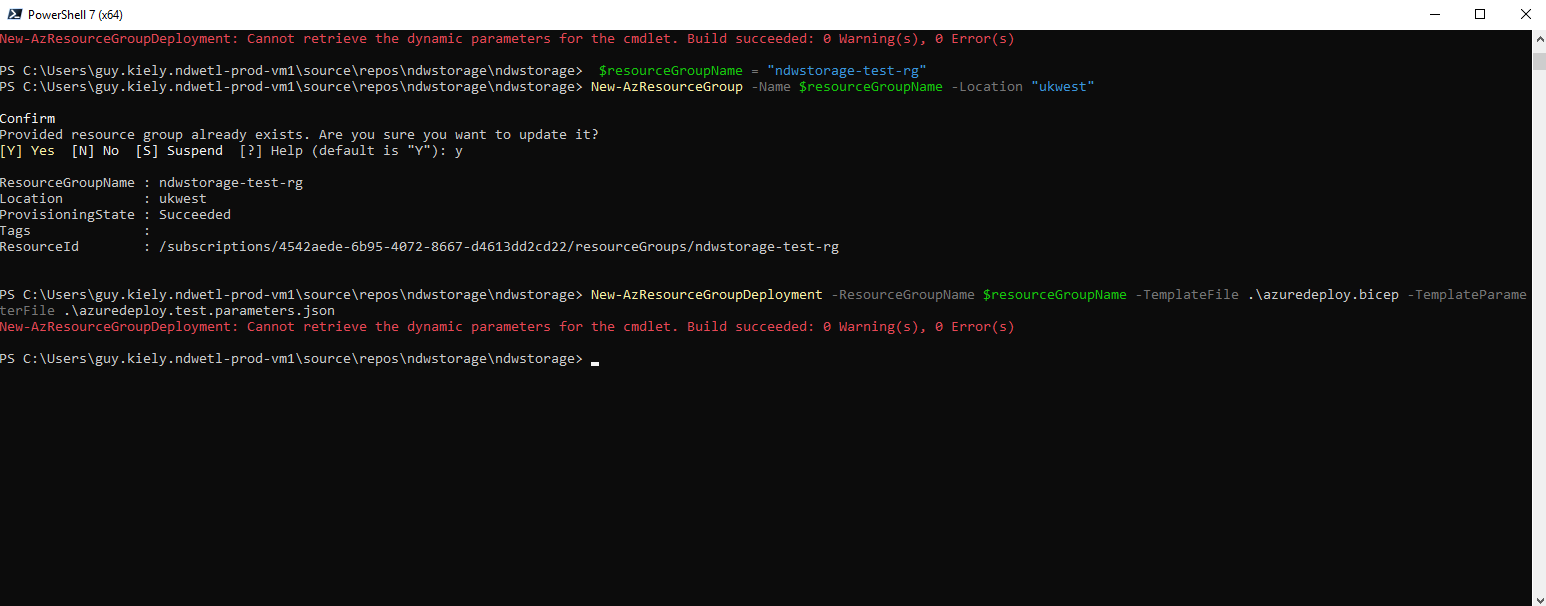 PowerShell 7 (x64)
New-AzResourceGroupDeployment: Cannot retrieve the dynamic parameters for the cmdlet. Build succeeded: 0 Warning(s), 0 Error(s)
PS C:\Users\guy.kiely.ndwetl-prod-vm1\source\repos\ndwstorage\ndwstorage>  $resourceGroupName = "ndwstorage-test-rg"
PS C:\Users\guy.kiely.ndwetl-prod-vm1\source\repos\ndwstorage\ndwstorage> New-AzResourceGroup -Name $resourceGroupName -Location "ukwest"
Confirm
Provided resource group already exists. Are you sure you want to update it?
[Y] Yes  [N] No  [S] Suspend  [?] Help (default is "Y"): y
ResourceGroupName : ndwstorage-test-rg
Location          : ukwest
ProvisioningState : Succeeded
Tags              :
ResourceId        : /subscriptions/4542aede-6b95-4072-8667-d4613dd2cd22/resourceGroups/ndwstorage-test-rg
PS C:\Users\guy.kiely.ndwetl-prod-vm1\source\repos\ndwstorage\ndwstorage> New-AzResourceGroupDeployment -ResourceGroupName $resourceGroupName -TemplateFile .\azuredeploy.bicep -TemplateParame
terFile .\azuredeploy.test.parameters.json
New-AzResourceGroupDeployment: Cannot retrieve the dynamic parameters for the cmdlet. Build succeeded: 0 Warning(s), 0 Error(s)
PS C:\Users\guy.kiely.ndwetl-prod-vm1\source\repos\ndwstorage\ndwstorage>